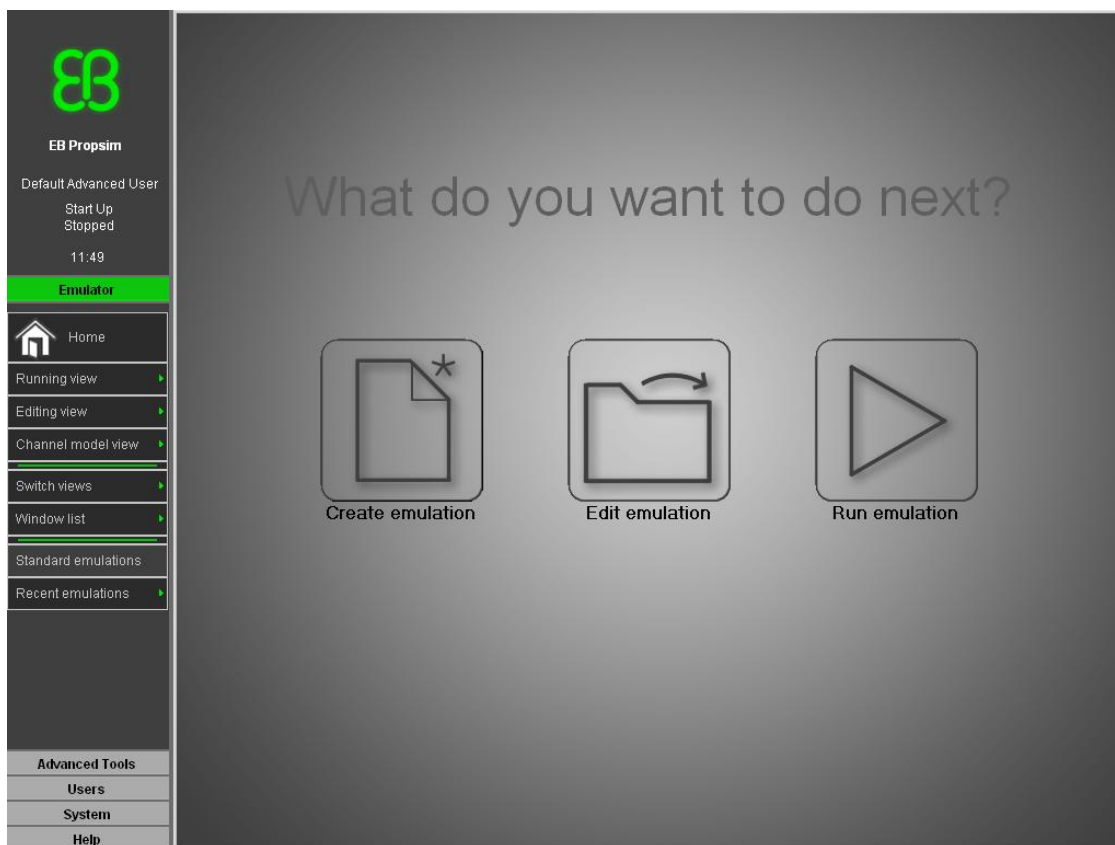 EB
EB Propsim
Default Advanced User
Start Up
Stopped
11:49
Emulator
Home
Running view
Editing view
Channel model view
Switch views
Window list
Standard emulations
Recent emulations
Advanced Tools
Users
System
Help
What do you want to do next?
Create emulation
Edit emulation
Run emulation